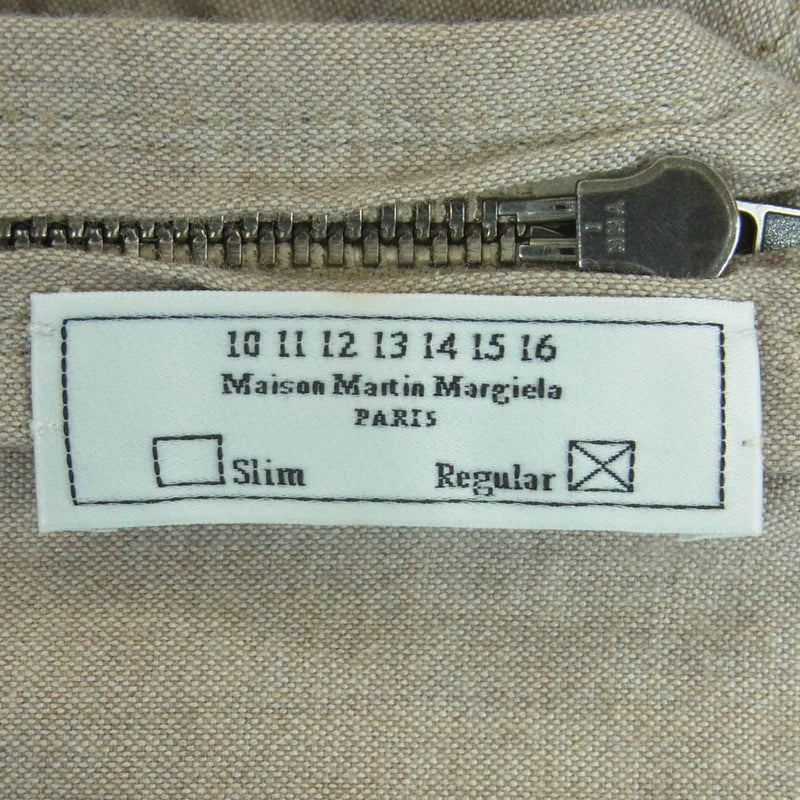 10 11 12 13 14 15 16
Maison Martin Margiela
PARIS
Slim Regular